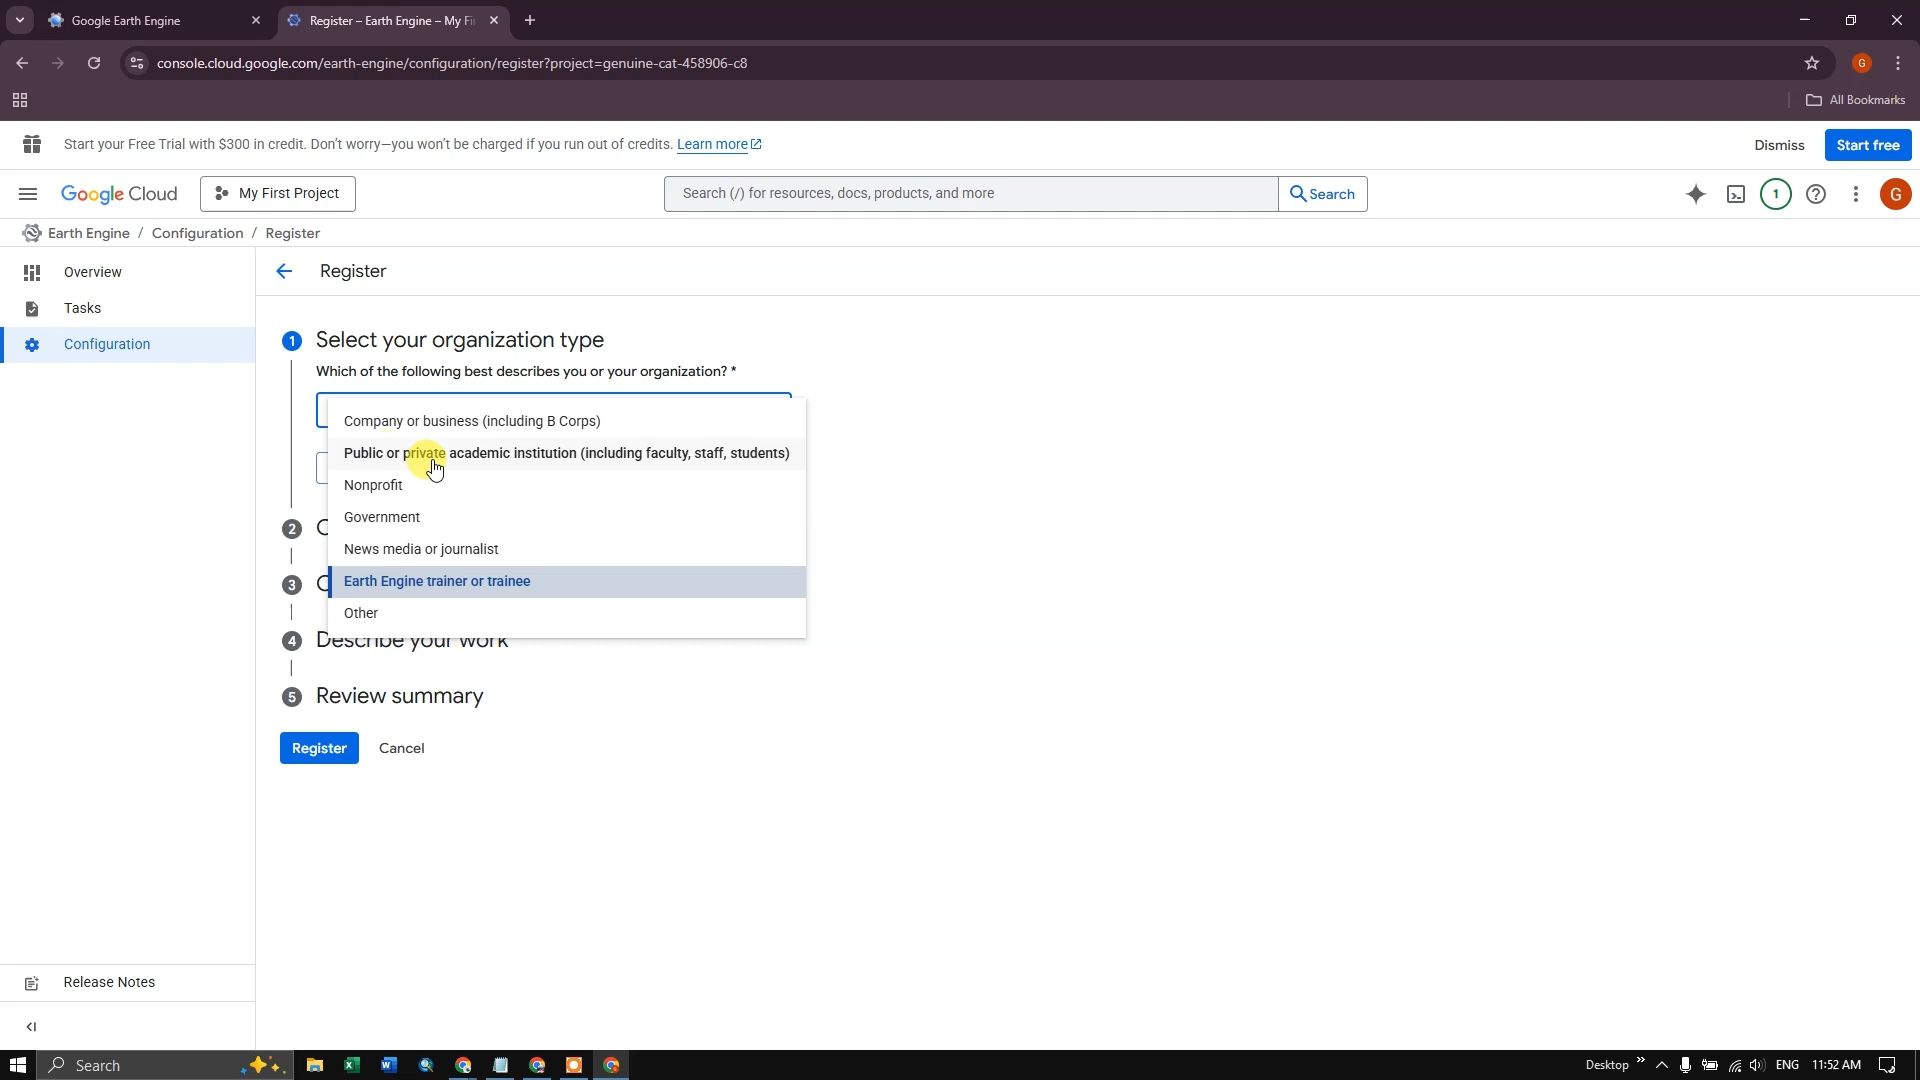 Google Earth Engine
Register – Earth Engine – My Fi
console.cloud.google.com/earth-engine/configuration/register?project=genuine-cat-458906-c8
G
All Bookmarks
Start your Free Trial with $300 in credit. Don't worry—you won't be charged if you run out of credits. Learn more
Dismiss
Start free
Google Cloud
My First Project
Search (/) for resources, docs, products, and more
Search
1
G
Earth Engine / Configuration / Register
Overview
Tasks
Configuration
Register
1 Select your organization type
Which of the following best describes you or your organization? *
Company or business (including B Corps)
Public or private academic institution (including faculty, staff, students)
Nonprofit
Government
News media or journalist
Earth Engine trainer or trainee
Other
2
3
4 Describe your work
5 Review summary
Register
Cancel
Release Notes
Search
Desktop
ENG
11:52 AM